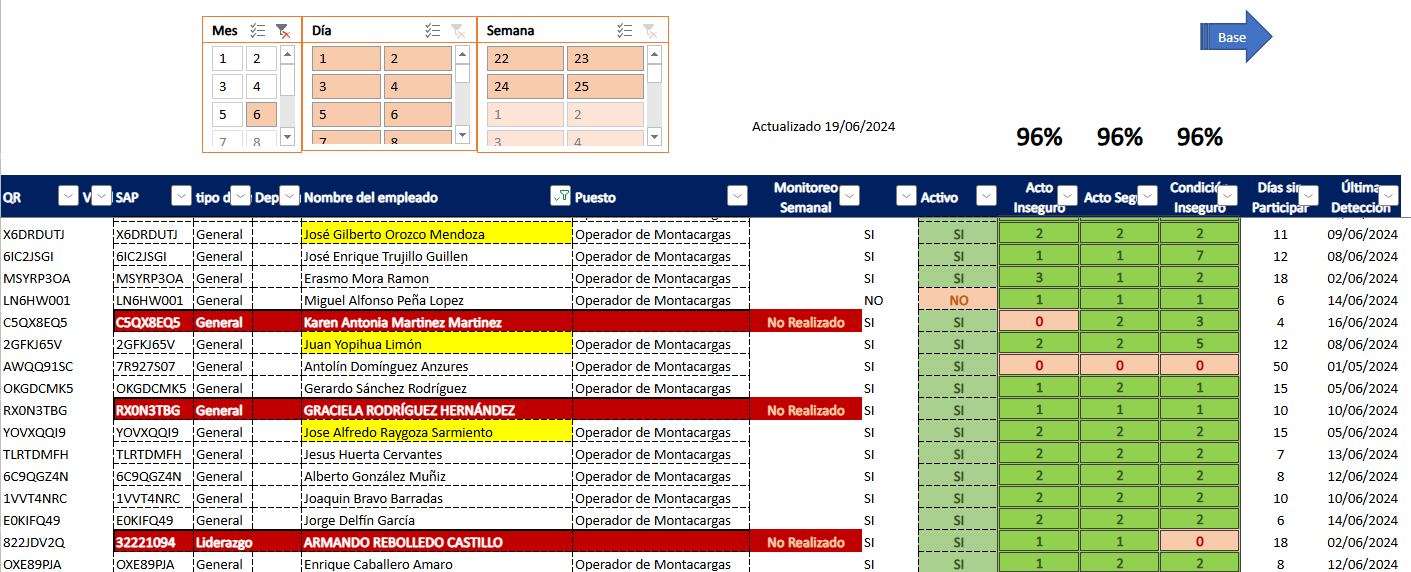 Mes Día Semana
1 2 1 2 22 23
Base
3 4 3 4 24 25
5 6 5 6 1 2
7 8 7 8 3 4
Actualizado 19/06/2024
96% 96% 96%
QR V SAP tipo d Dep Nombre del empleado Puesto Monitoreo Semanal Activo Acto Inseguro Acto Seg Condición Inseguro Días sin Participar Última Detección
X6DRDUTJ X6DRDUTJ General José Gilberto Orozco Mendoza Operador de Montacargas SI SI 2 2 2 11 09/06/2024
6IC2JSGI 6IC2JSGI General José Enrique Trujillo Guillen Operador de Montacargas SI SI 1 1 7 12 08/06/2024
MSYRP3OA MSYRP3OA General Erasmo Mora Ramon Operador de Montacargas SI SI 3 1 2 18 02/06/2024
LN6HW001 LN6HW001 General Miguel Alfonso Peña Lopez Operador de Montacargas NO NO 1 1 1 6 14/06/2024
C5QX8EQ5 C5QX8EQ5 General Karen Antonia Martinez Martinez No Realizado SI SI 0 2 3 4 16/06/2024
2GFKJ65V 2GFKJ65V General Juan Yopihua Limón Operador de Montacargas SI SI 2 2 5 12 08/06/2024
AWQQ91SC 7R927S07 General Antolín Domínguez Anzures Operador de Montacargas SI SI 0 0 0 50 01/05/2024
OKGDCMK5 OKGDCMK5 General Gerardo Sánchez Rodríguez Operador de Montacargas SI SI 1 2 1 15 05/06/2024
RX0N3TBG RX0N3TBG General GRACIELA RODRÍGUEZ HERNÁNDEZ No Realizado SI SI 1 1 1 10 10/06/2024
YOVXQQI9 YOVXQQI9 General Jose Alfredo Raygoza Sarmiento Operador de Montacargas SI SI 2 2 2 15 05/06/2024
TLRTDMFH TLRTDMFH General Jesus Huerta Cervantes Operador de Montacargas SI SI 2 2 2 7 13/06/2024
6C9QGZ4N 6C9QGZ4N General Alberto González Muñiz Operador de Montacargas SI SI 2 2 2 8 12/06/2024
1VVT4NRC 1VVT4NRC General Joaquin Bravo Barradas Operador de Montacargas SI SI 2 2 2 10 10/06/2024
E0KIFQ49 E0KIFQ49 General Jorge Delfín García Operador de Montacargas SI SI 2 2 2 6 14/06/2024
822JDV2Q 32221094 Liderazgo ARMANDO REBOLLEDO CASTILLO No Realizado SI SI 1 1 0 18 02/06/2024
OXE89PJA OXE89PJA General Enrique Caballero Amaro Operador de Montacargas SI SI 1 2 2 8 12/06/2024